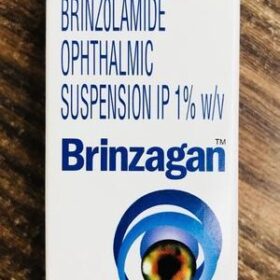 BRINZOLAMIDE
OPHTHALMIC
SUSPENSION IP 1% w/v
Brinzagan™